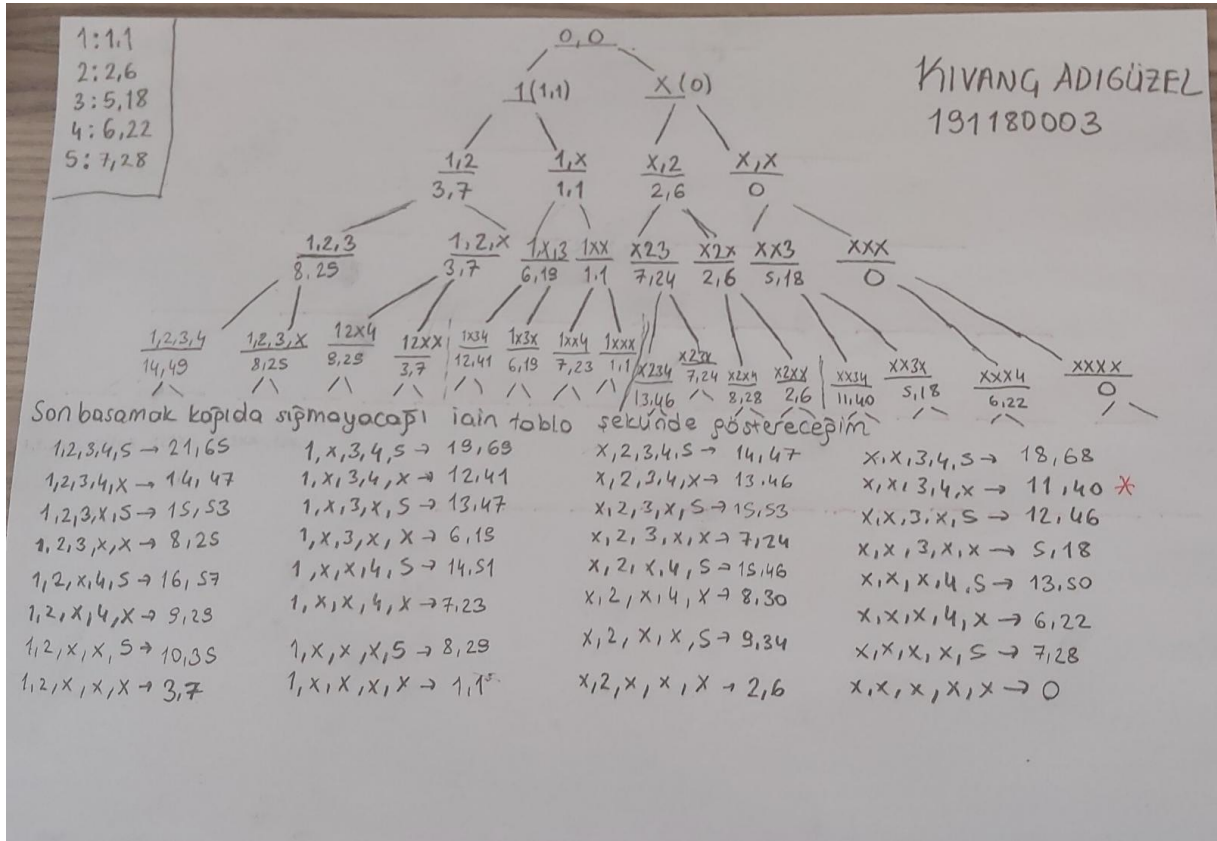 1:1,1
2:2,6
3:5,18
4:6,22
5:7,28
KIVANÇ ADIGÜZEL
191180003
0,0
1(1,1) X(0)
1,2 1,X X,2 X,X
3,7 1,1 2,6 0
1,2,3 1,2,X 1X,3 1XX X23 X2X XX3 XXX
8,25 3,7 6,19 1.1 7,24 2,6 5,18 0
1,2,3,4 1,2,3,X 12X4 12XX 1X34 1X3X 1XX4 1XXX X234 X23X X2X4 X2XX XX34 XX3X XXX4 XXXX
14,49 8,25 9,29 3,7 12,41 6,19 7,23 1,1 13,46 7,24 8,28 2,6 11,40 5,18 6,22 0
Son basamak kağıda sığmayacağı için tablo şekünde göstereceğim
1,2,3,4,5→ 21,65 1,X,3,4,5→ 19,69 X,2,3,4,5→ 14,47 X,X,3,4,5→ 18,68
1,2,3,4,X→ 14,47 1,X,3,4,X→ 12,41 X,2,3,4,X→ 13,46 X,X,3,4,X→ 11,40 *
1,2,3,X,5→ 15,53 1,X,3,X,5→ 13,47 X,2,3,X,5→15,53 X,X,3,X,5→ 12,46
1,2,3,X,X→ 8,25 1,X,3,X,X→ 6,19 X,2,3,X,X→7,24 X,X,3,X,X→ 5,18
1,2,X,4,5→ 16,57 1,X,X,4,5→ 14,51 X,2,X,4,5→15,46 X,X,X,4,5→ 13,50
1,2,X,4,X→ 9,29 1,X,X,4,X→7,23 X,2,X,4,X→8,30 X,X,X,4,X→ 6,22
1,2,X,X,5→ 10,35 1,X,X,X,5→ 8,29 X,2,X,X,5→ 9,34 X,X,X,X,5→ 7,28
1,2,X,X,X→ 3,7 1,X,X,X,X→ 1,1 X,2,X,X,X→ 2,6 X,X,X,X,X→ 0